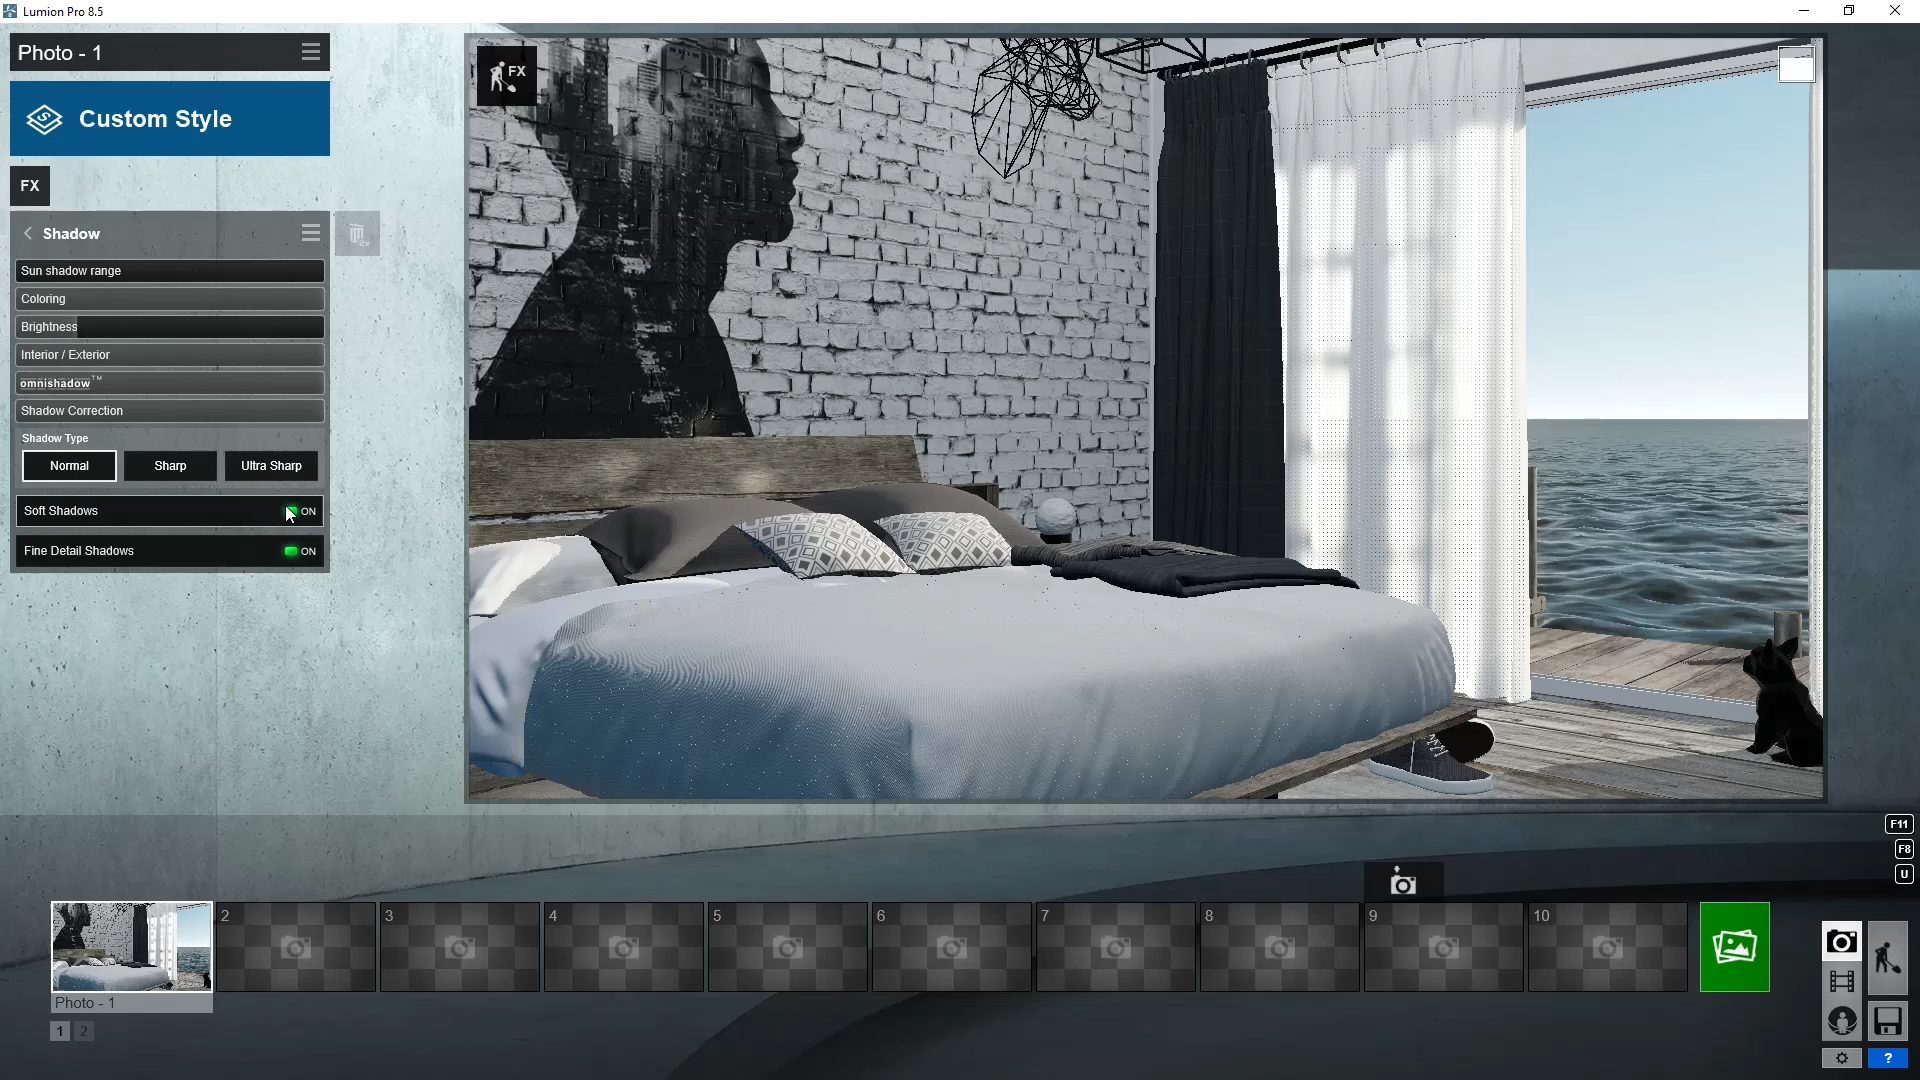 Lumion Pro 8.5
Photo - 1
Custom Style
FX
FX
Shadow
2x
Sun shadow range
Coloring
Brightness
Interior / Exterior
omnishadow™
Shadow Correction
Shadow Type
Normal Sharp Ultra Sharp
Soft Shadows ON
Fine Detail Shadows ON
F11
F8
U
2 3 4 5 6 7 8 9 10
Photo - 1
1 2
?